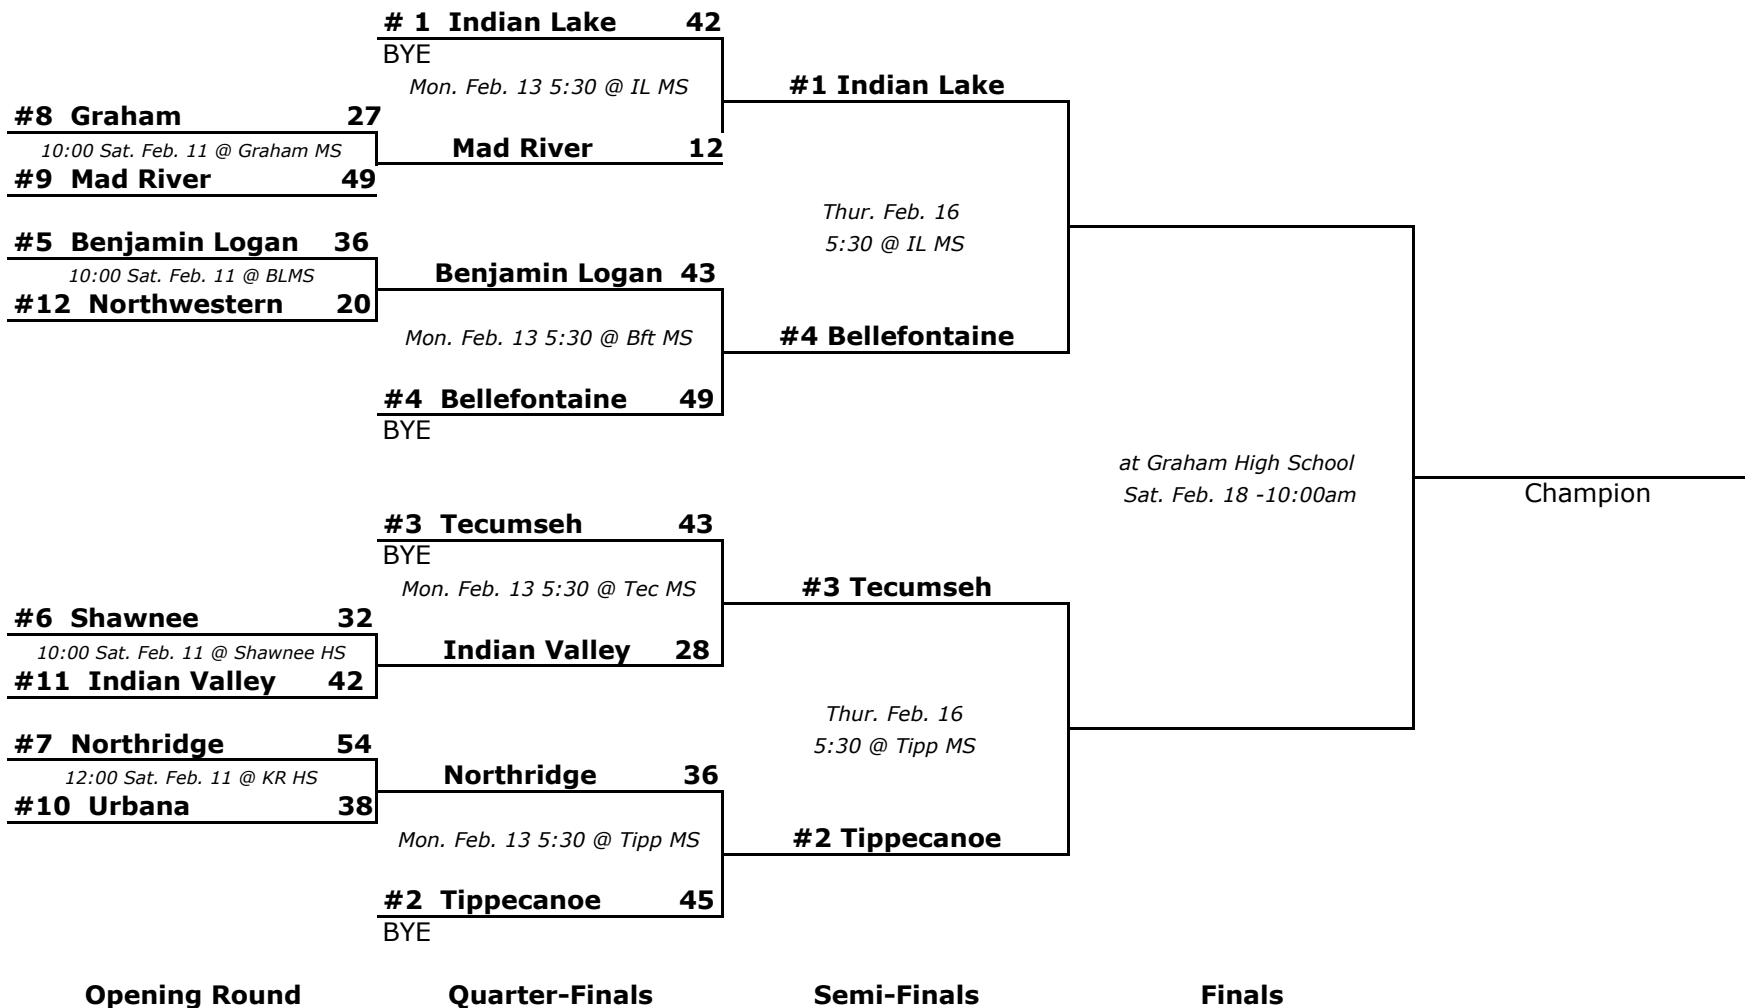 # 1 Indian Lake 42
BYE
Mon. Feb. 13 5:30 @ IL MS
#1 Indian Lake
#8 Graham 27
10:00 Sat. Feb. 11 @ Graham MS
Mad River 12
#9 Mad River 49
Thur. Feb. 16
5:30 @ IL MS
#5 Benjamin Logan 36
10:00 Sat. Feb. 11 @ BLMS
Benjamin Logan 43
#12 Northwestern 20
Mon. Feb. 13 5:30 @ Bft MS
#4 Bellefontaine
#4 Bellefontaine 49
BYE
at Graham High School
Sat. Feb. 18 -10:00am
Champion
#3 Tecumseh 43
BYE
Mon. Feb. 13 5:30 @ Tec MS
#3 Tecumseh
#6 Shawnee 32
10:00 Sat. Feb. 11 @ Shawnee HS
Indian Valley 28
#11 Indian Valley 42
Thur. Feb. 16
5:30 @ Tipp MS
#7 Northridge 54
12:00 Sat. Feb. 11 @ KR HS
Northridge 36
#10 Urbana 38
Mon. Feb. 13 5:30 @ Tipp MS
#2 Tippecanoe
#2 Tippecanoe 45
BYE
Opening Round Quarter-Finals Semi-Finals Finals